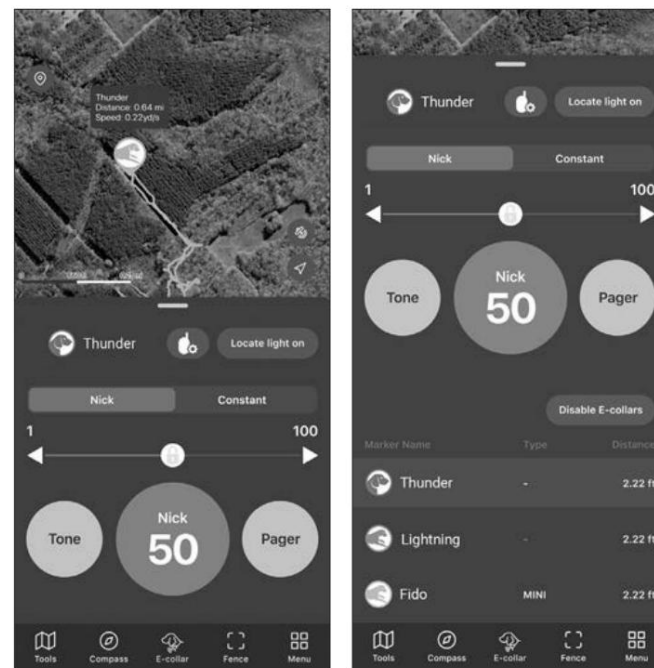 Thunder
Distance: 0.64 mi
Speed: 0.22yd/s
Thunder
Locate light on
Nick
Constant
1
100
Tone
Nick
50
Pager
Tools
Compass
E-collar
Fence
Menu
Thunder
Locate light on
Nick
Constant
1
100
Tone
Nick
50
Pager
Disable E-collars
Marker Name
Type
Distance
Thunder
-
2.22 ft
Lightning
-
2.22 ft
Fido
MINI
2.22 ft
Tools
Compass
E-collar
Fence
Menu